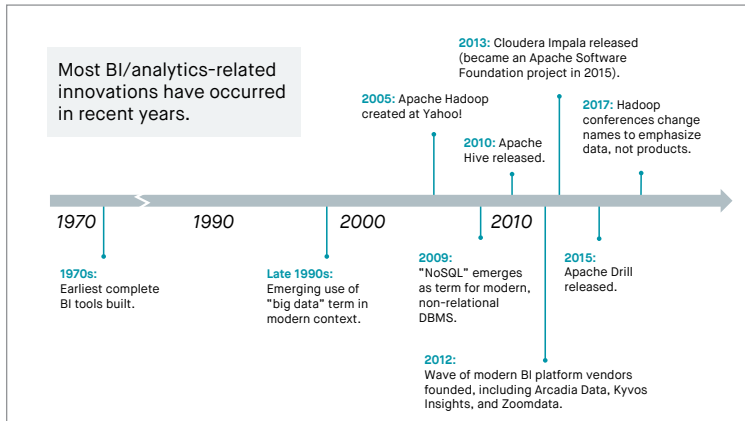 Most BI/analytics-related
innovations have occurred
in recent years.
2013: Cloudera Impala released
(became an Apache Software
Foundation project in 2015).
2005: Apache Hadoop
created at Yahoo!
2010: Apache
Hive released.
2017: Hadoop
conferences change
names to emphasize
data, not products.
1970
1990
2000
2010
1970s:
Earliest complete
BI tools built.
Late 1990s:
Emerging use of
"big data" term in
modern context.
2009:
"NoSQL" emerges
as term for modern,
non-relational
DBMS.
2015:
Apache Drill
released.
2012:
Wave of modern BI platform vendors
founded, including Arcadia Data, Kyvos
Insights, and Zoomdata.